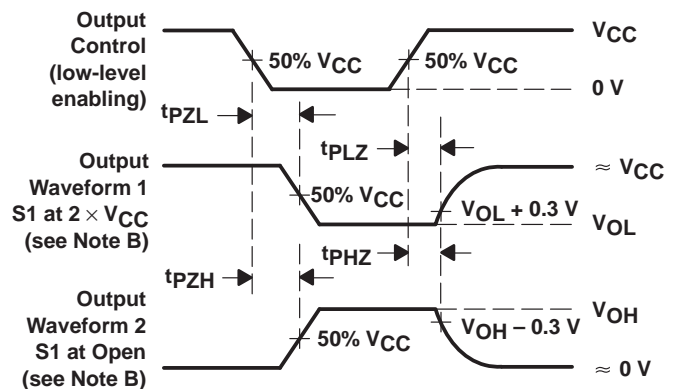 Output
Control
(low-level
enabling)
50% VCC
50% VCC
VCC
0 V
tPZL
tPLZ
Output
Waveform 1
S1 at 2 × VCC
(see Note B)
50% VCC
VOL + 0.3 V
≈ VCC
VOL
tPZH
tPHZ
Output
Waveform 2
S1 at Open
(see Note B)
50% VCC
VOH − 0.3 V
VOH
≈ 0 V